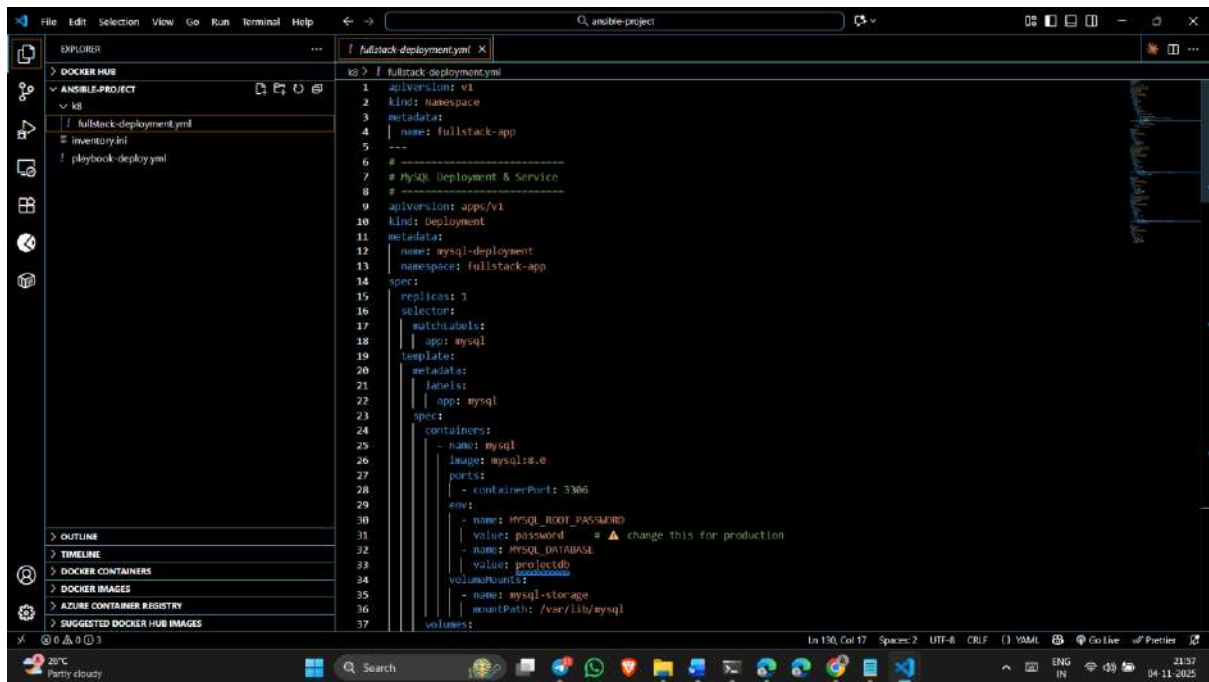 File Edit Selection View Go Run Terminal Help
ansible-project
EXPLORER
DOCKER HUB
ANSIBLE-PROJECT
k8
fullstack-deployment.yml
inventory.ini
playbook-deploy.yml
OUTLINE
TIMELINE
DOCKER CONTAINERS
DOCKER IMAGES
AZURE CONTAINER REGISTRY
SUGGESTED DOCKER HUB IMAGES
! fullstack-deployment.yml ×
k8 > ! fullstack-deployment.yml
1 apiVersion: v1
2 kind: Namespace
3 metadata:
4 name: fullstack-app
5 ---
6 # ----------------------------
7 # MySQL Deployment & Service
8 # ----------------------------
9 apiVersion: apps/v1
10 kind: Deployment
11 metadata:
12 name: mysql-deployment
13 namespace: fullstack-app
14 spec:
15 replicas: 1
16 selector:
17 matchLabels:
18 app: mysql
19 template:
20 metadata:
21 labels:
22 app: mysql
23 spec:
24 containers:
25 - name: mysql
26 image: mysql:8.0
27 ports:
28 - containerPort: 3306
29 env:
30 - name: MYSQL_ROOT_PASSWORD
31 value: password # ⚠ change this for production
32 - name: MYSQL_DATABASE
33 value: projectdb
34 volumeMounts:
35 - name: mysql-storage
36 mountPath: /var/lib/mysql
37 volumes:
0 0 3
Ln 130, Col 17 Spaces: 2 UTF-8 CRLF {} YAML Go Live Prettier
26°C
Partly cloudy
Search
ENG
IN
21:57
04-11-2025